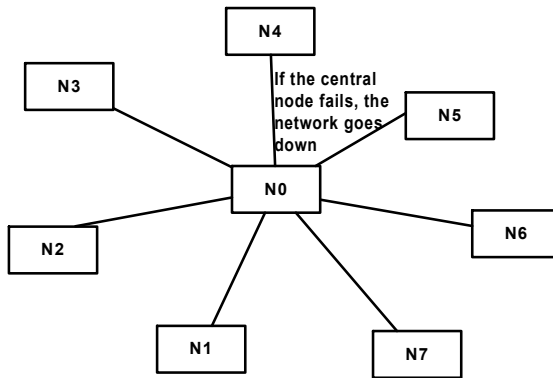 N4
If the central
node fails, the
network goes
down
N3
N5
N0
N2
N6
N1
N7